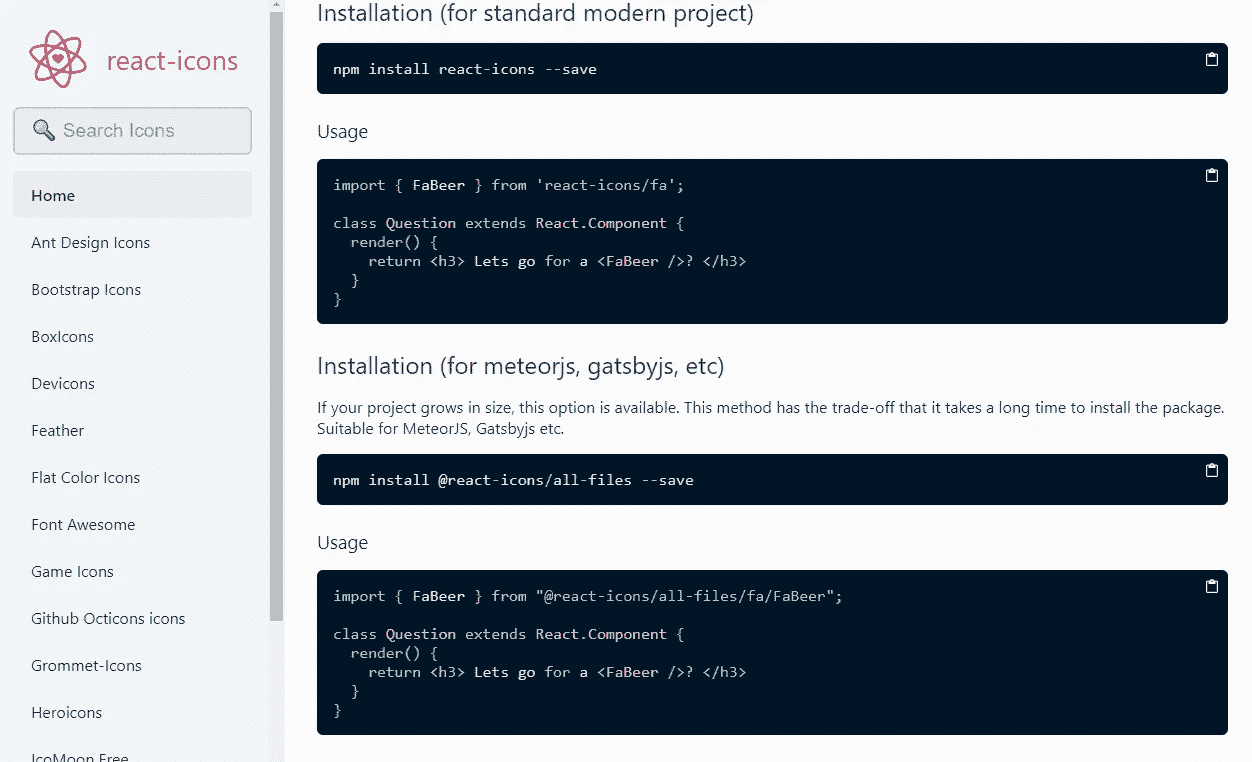 react-icons
Search Icons
Home
Ant Design Icons
Bootstrap Icons
BoxIcons
Devicons
Feather
Flat Color Icons
Font Awesome
Game Icons
Github Octicons icons
Grommet-Icons
Heroicons
IcoMoon Free
Installation (for standard modern project)
npm install react-icons --save
Usage
import { FaBeer } from 'react-icons/fa';
class Question extends React.Component {
render() {
return <h3> Lets go for a <FaBeer />? </h3>
}
}
Installation (for meteorjs, gatsbyjs, etc)
If your project grows in size, this option is available. This method has the trade-off that it takes a long time to install the package.
Suitable for MeteorJS, Gatsbyjs etc.
npm install @react-icons/all-files --save
Usage
import { FaBeer } from "@react-icons/all-files/fa/FaBeer";
class Question extends React.Component {
render() {
return <h3> Lets go for a <FaBeer />? </h3>
}
}